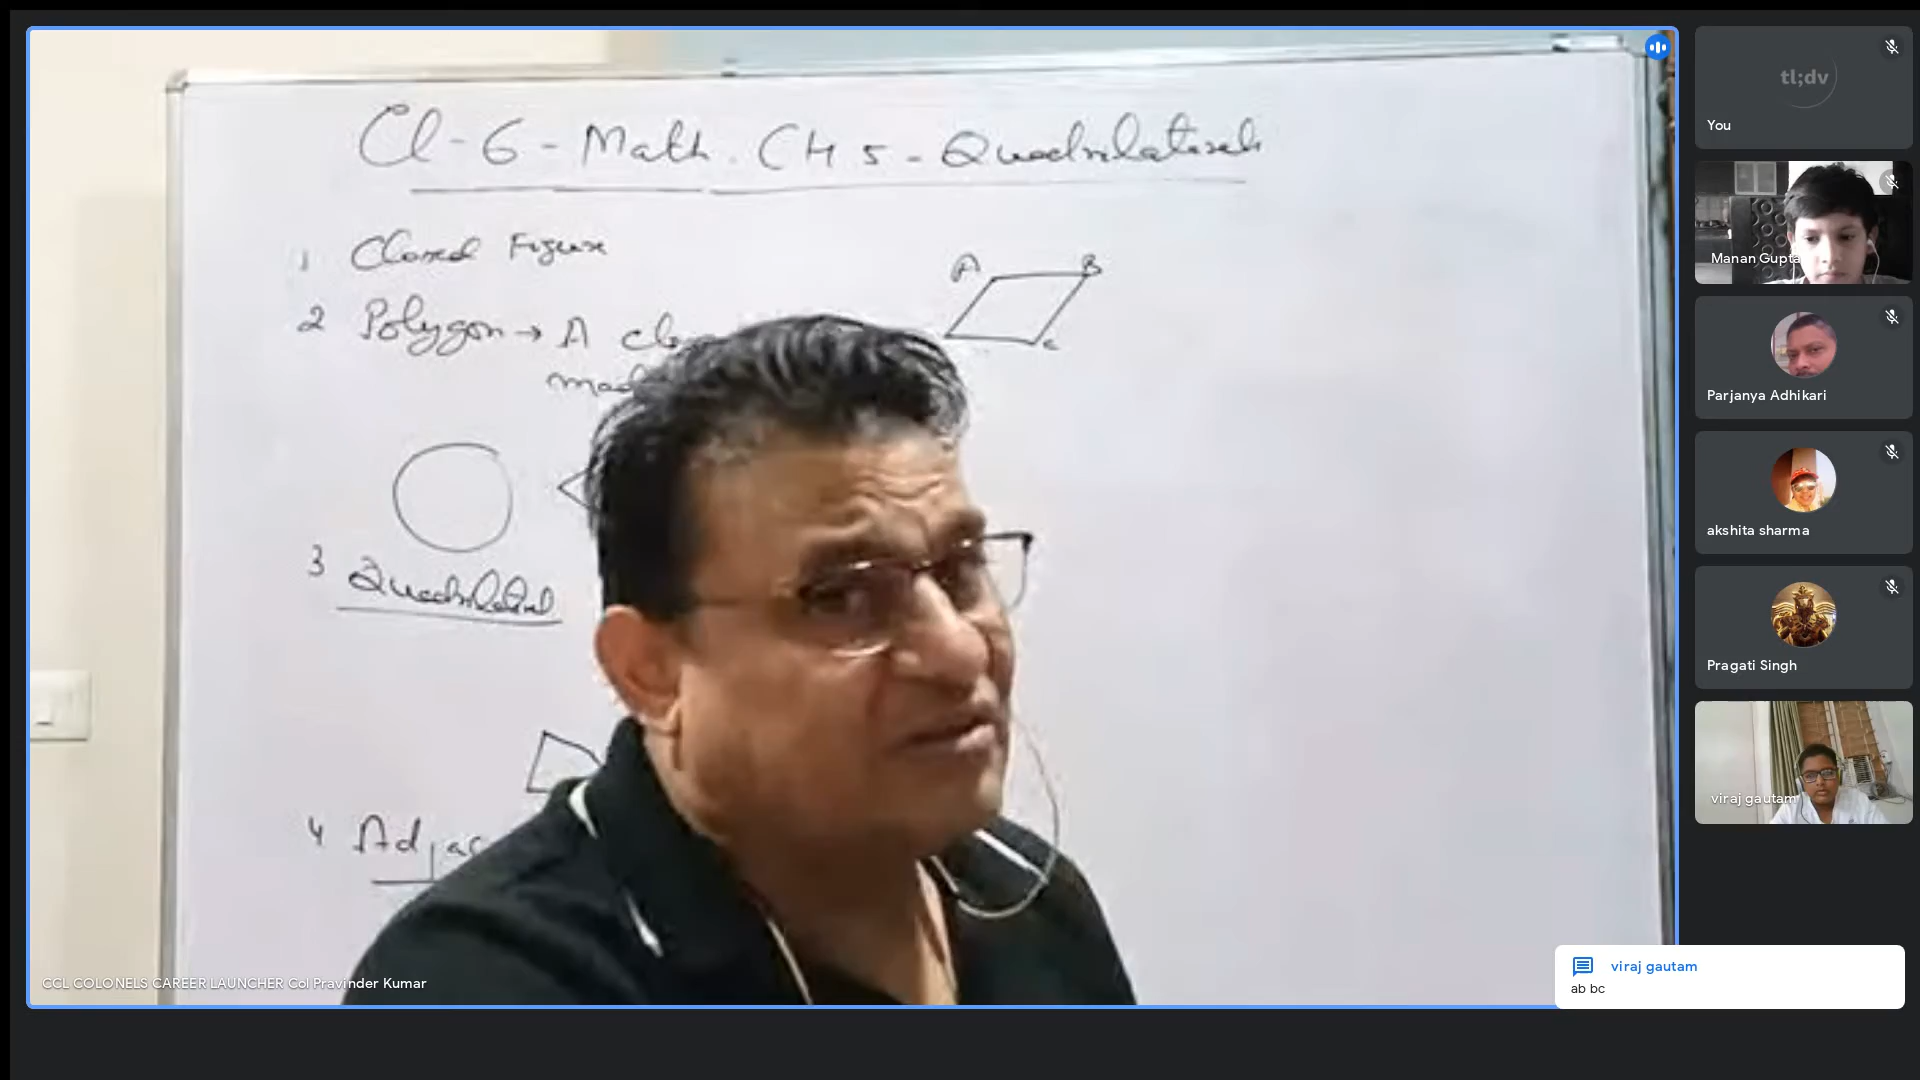 Cl - 6 - Math. CH 5 - Quadrilaterals
1 Closed Figure
2 Polygon → A clo
mad
A B
C
3 Quadrilateral
4 Adjac
CCL COLONELS CAREER LAUNCHER Col Pravinder Kumar
tl;dv
You
Manan Gupta
Parjanya Adhikari
akshita sharma
Pragati Singh
viraj gautam
viraj gautam
ab bc